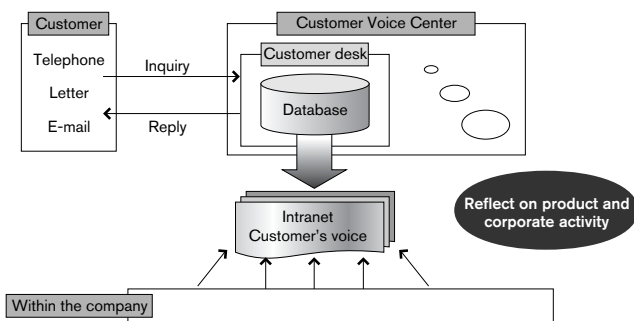 Customer
Telephone
Letter
E-mail
Inquiry
Reply
Customer Voice Center
Customer desk
Database
Intranet
Customer's voice
Reflect on product and
corporate activity
Within the company